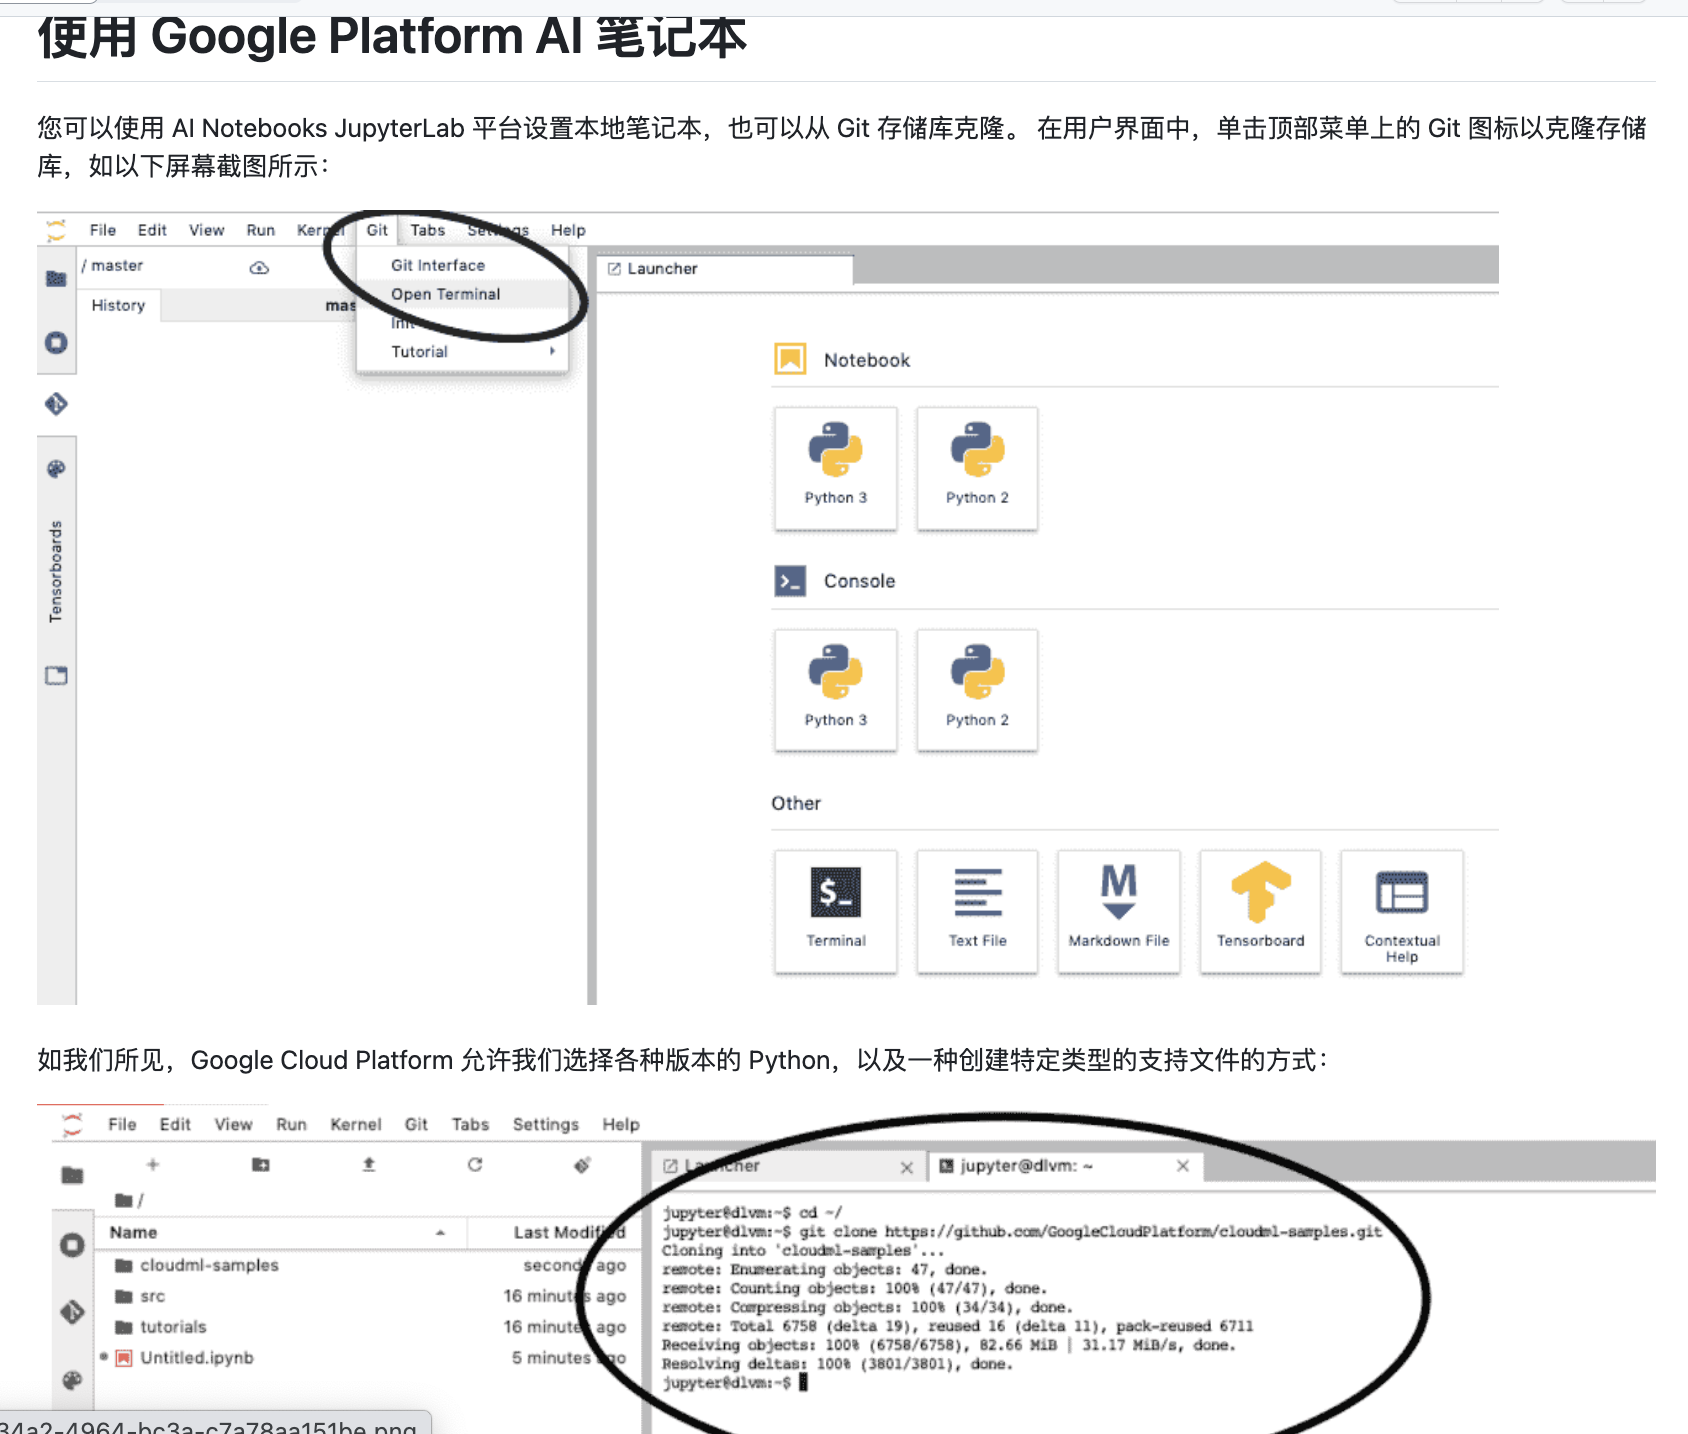 使用 Google Platform AI 笔记本
您可以使用 AI Notebooks JupyterLab 平台设置本地笔记本，也可以从 Git 存储库克隆。 在用户界面中，单击顶部菜单上的 Git 图标以克隆存储
库，如以下屏幕截图所示：
File Edit View Run Kernel Git Tabs Settings Help
/ master
Git Interface
Launcher
Open Terminal
History
mas
Init
Tutorial
Notebook
Python 3 Python 2
Tensorboards
Console
Python 3 Python 2
Other
$_
M
Terminal Text File Markdown File Tensorboard Contextual
Help
如我们所见，Google Cloud Platform 允许我们选择各种版本的 Python，以及一种创建特定类型的支持文件的方式：
File Edit View Run Kernel Git Tabs Settings Help
Launcher jupyter@dlvm: ~
/
Name Last Modified
cloudml-samples seconds ago
src 16 minutes ago
tutorials 16 minutes ago
Untitled.ipynb 5 minutes ago
jupyter@dlvm:~$ cd ~/
jupyter@dlvm:~$ git clone https://github.com/GoogleCloudPlatform/cloudml-samples.git
Cloning into 'cloudml-samples'...
remote: Enumerating objects: 47, done.
remote: Counting objects: 100% (47/47), done.
remote: Compressing objects: 100% (34/34), done.
remote: Total 6758 (delta 19), reused 16 (delta 11), pack-reused 6711
Receiving objects: 100% (6758/6758), 82.66 MiB | 31.17 MiB/s, done.
Resolving deltas: 100% (3801/3801), done.
jupyter@dlvm:~$
34a2-4964-bc3a-c7a78aa151be.png